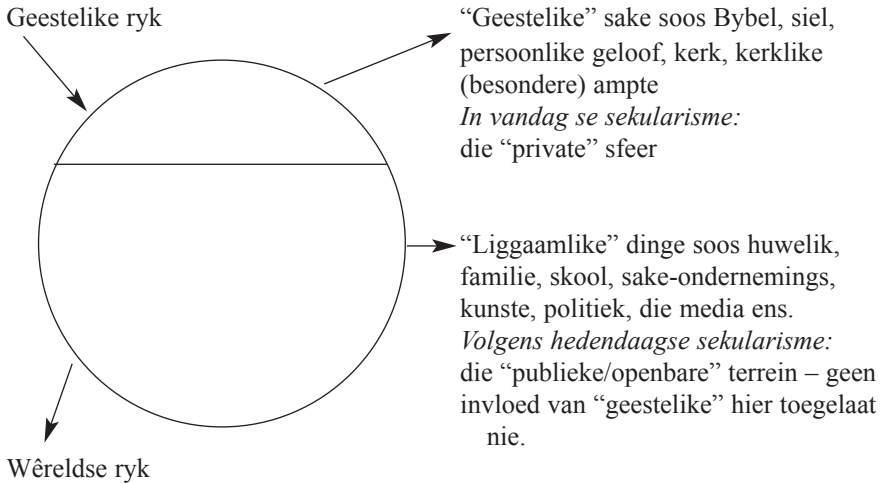 Geestelike ryk
“Geestelike” sake soos Bybel, siel,
persoonlike geloof, kerk, kerklike
(besondere) ampte
In vandag se sekularisme:
die “private” sfeer
“Liggaamlike” dinge soos huwelik,
familie, skool, sake-ondernemings,
kunste, politiek, die media ens.
Volgens hedendaagse sekularisme:
die “publieke/openbare” terrein – geen
invloed van “geestelike” hier toegelaat
nie.
Wêreldse ryk